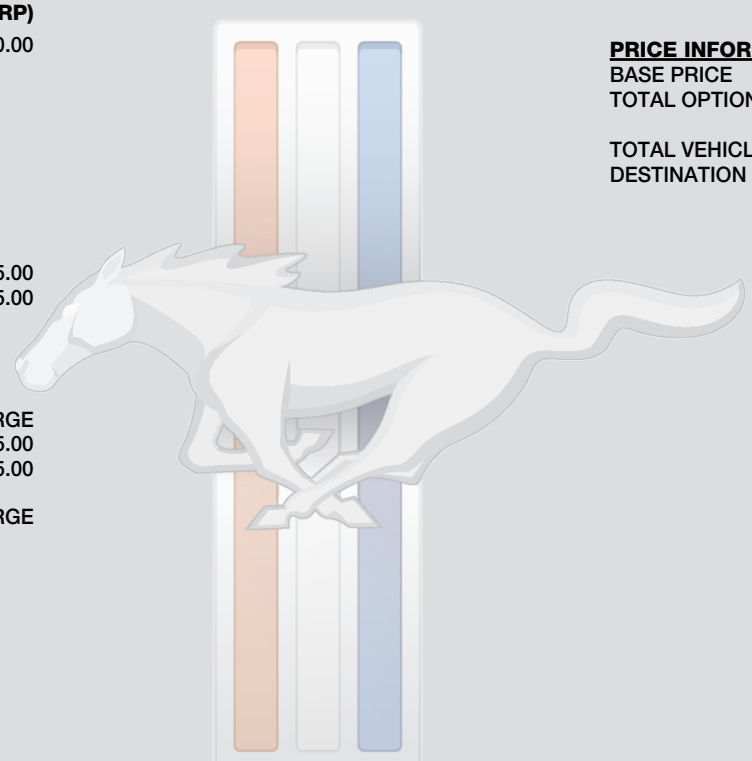 RP)
0.00
5.00
5.00
RGE
5.00
5.00
RGE
PRICE INFOR
BASE PRICE
TOTAL OPTION
TOTAL VEHICL
DESTINATION